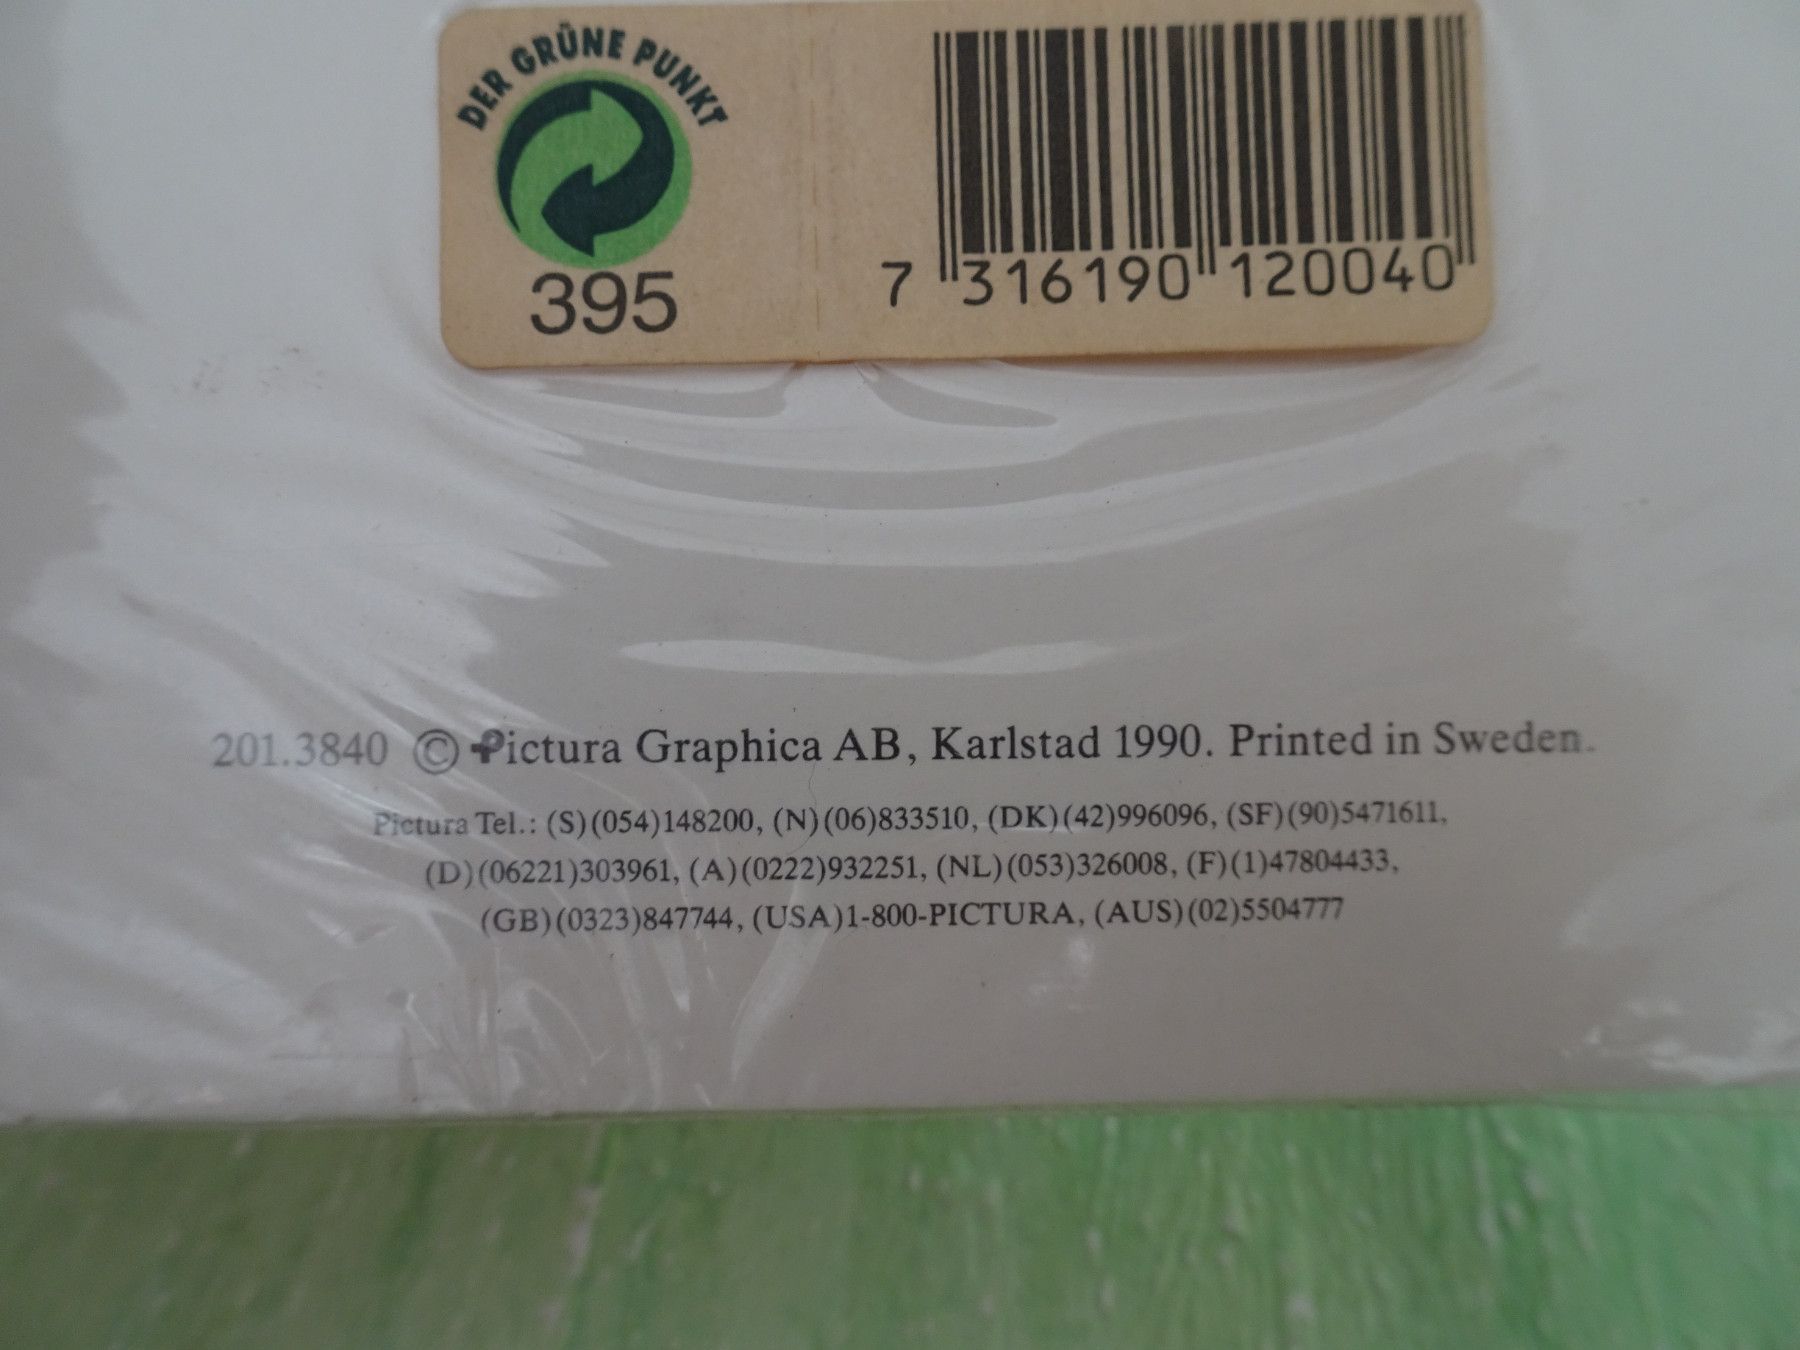 DER GRÜNE PUNKT
395
7 316190 120040
201.3840 © Pictura Graphica AB, Karlstad 1990. Printed in Sweden.
Pictura Tel.: (S)(054)148200, (N)(06)833510, (DK)(42)996096, (SF)(90)5471611,
(D)(06221)303961, (A)(0222)932251, (NL)(053)326008, (F)(1)47804433,
(GB)(0323)847744, (USA)1-800-PICTURA, (AUS)(02)5504777